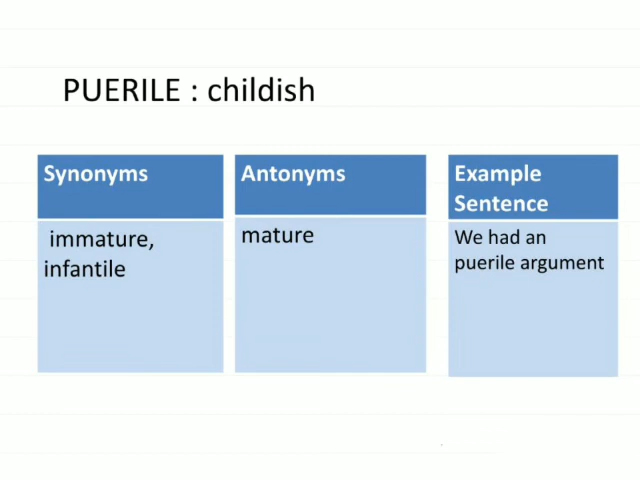 PUERILE : childish
Synonyms
immature,
infantile
Antonyms
mature
Example
Sentence
We had an
puerile argument